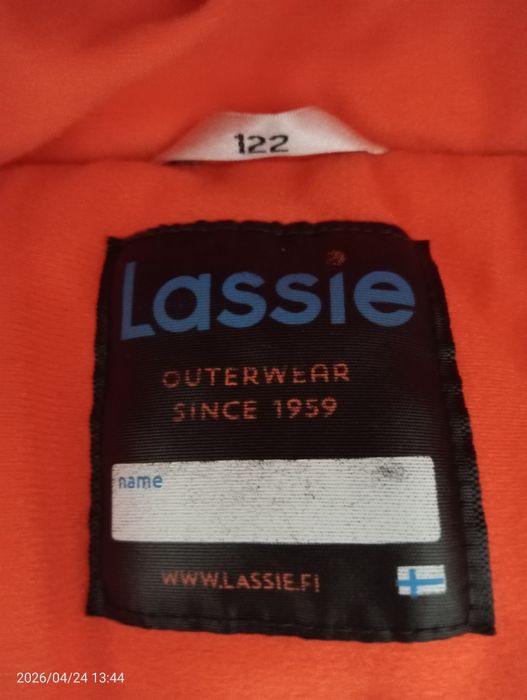 122
Lassie
OUTERWEAR
SINCE 1959
name
WWW.LASSIE.FI
2026/04/24 13:44